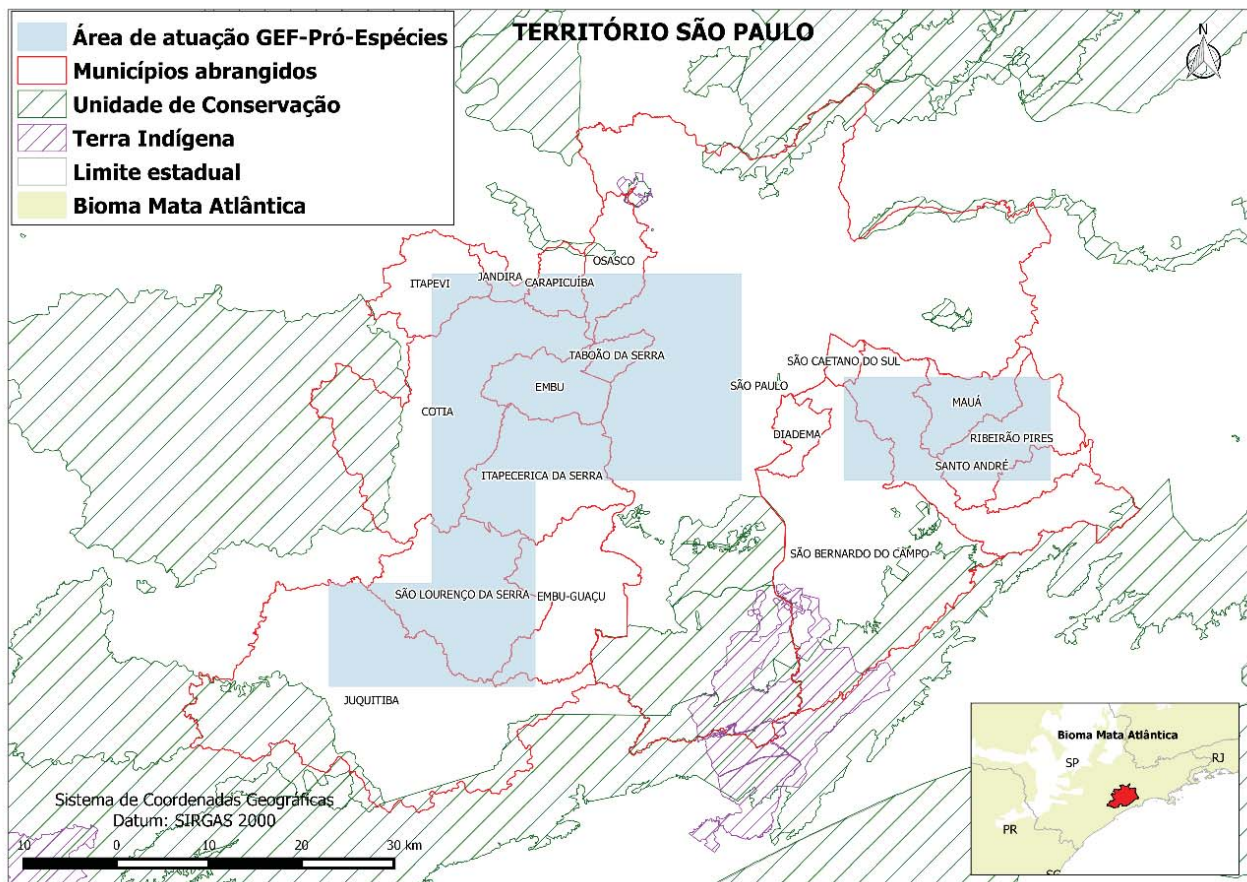 TERRITÓRIO SÃO PAULO
N
Área de atuação GEF-Pró-Espécies
Municípios abrangidos
Unidade de Conservação
Terra Indígena
Limite estadual
Bioma Mata Atlântica
OSASCO
ITAPEVI
JANDIRA
CARAPICUÍBA
TABOÃO DA SERRA
SÃO CAETANO DO SUL
EMBU
SÃO PAULO
COTIA
MAUÁ
DIADEMA
RIBEIRÃO PIRES
ITAPECERICA DA SERRA
SANTO ANDRÉ
SÃO BERNARDO DO CAMPO
SÃO LOURENÇO DA SERRA
EMBU-GUAÇU
JUQUITIBA
Sistema de Coordenadas Geográficas
Datum: SIRGAS 2000
10 0 10 20 30 km
Bioma Mata Atlântica
SP
RJ
PR